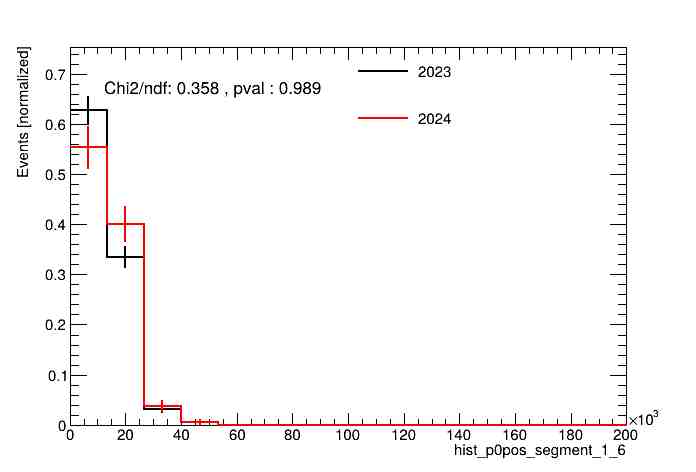 Events [normalized]
Chi2/ndf: 0.358 , pval : 0.989
2023
2024
0.7
0.6
0.5
0.4
0.3
0.2
0.1
0
0 20 40 60 80 100 120 140 160 180 200
×10³
hist_p0pos_segment_1_6